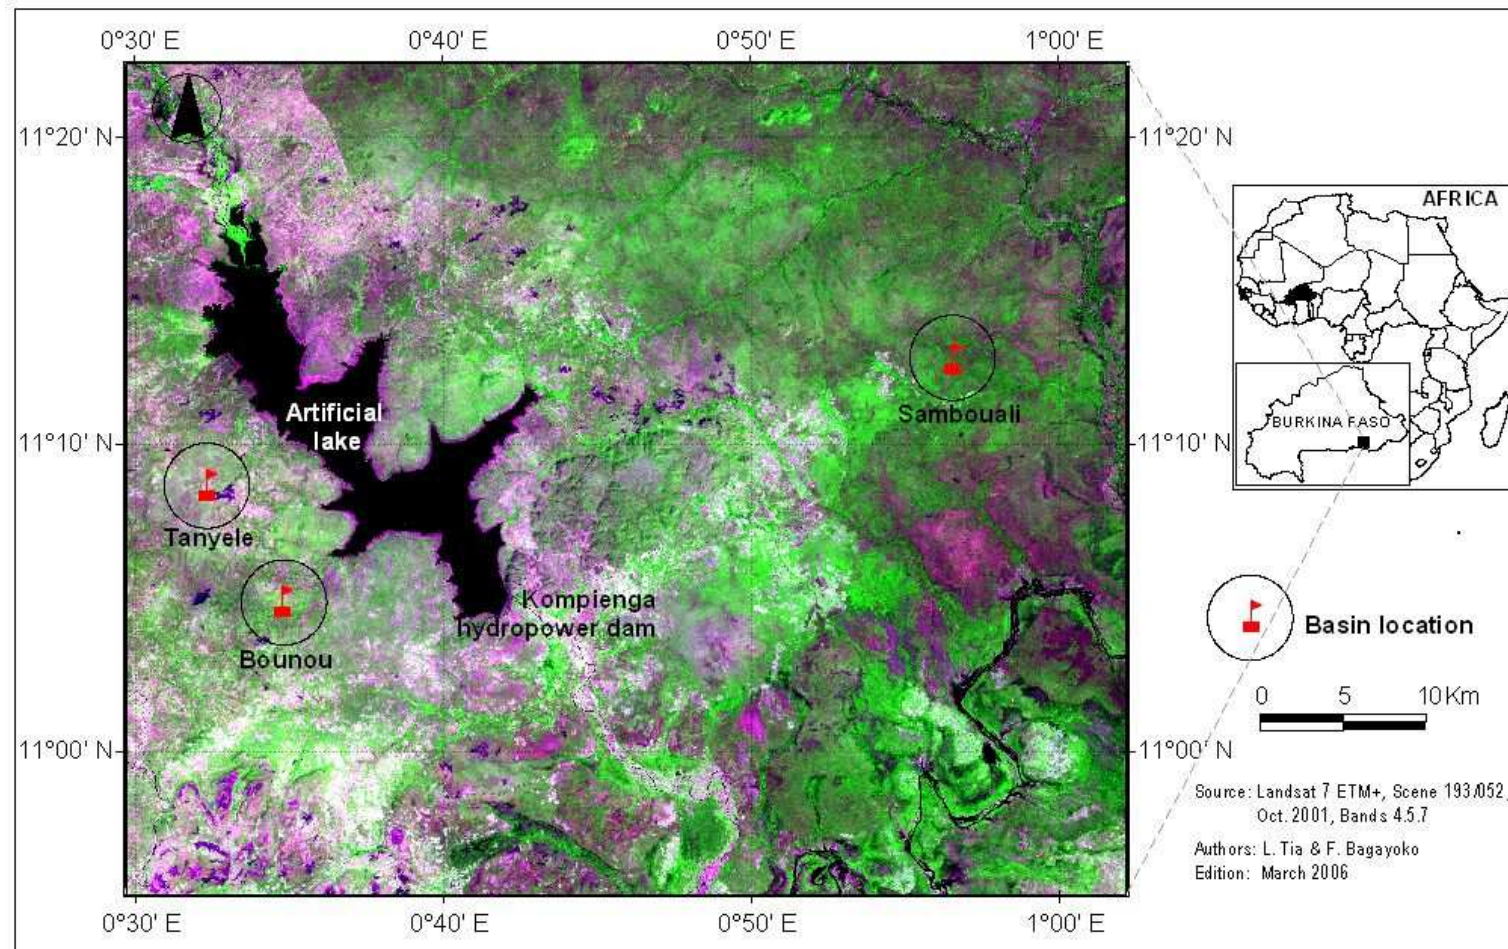 0°30' E 0°40' E 0°50' E 1°00' E
11°20' N 11°20' N
AFRICA
Artificial
lake
Sambouali
BURKINA FASO
11°10' N 11°10' N
Tanyele
Kompienga
hydropower dam
Bounou
Basin location
0 5 10 Km
11°00' N 11°00' N
Source: Landsat 7 ETM+, Scene 193/052,
Oct. 2001, Bands 4.5.7
Authors: L. Tia & F. Bagayoko
Edition: March 2006
0°30' E 0°40' E 0°50' E 1°00' E